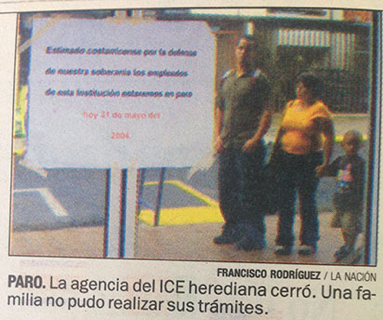 Estimado costarricense por la defensa
de nuestra soberanía los empleados
de esta institución estaremos en paro
hoy 21 de mayo del
2004
FRANCISCO RODRÍGUEZ / LA NACIÓN
PARO. La agencia del ICE herediana cerró. Una fa-
milia no pudo realizar sus trámites.